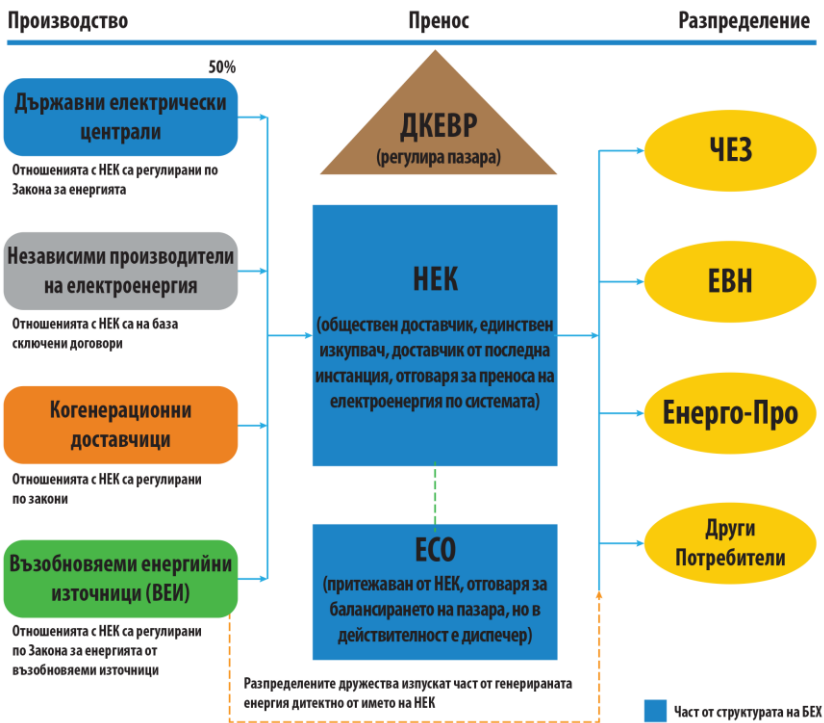 Производство
Пренос
Разпределение
50%
Държавни електрически
централи
Отношенията с НЕК са регулирани по
Закона за енергията
Независими производители
на електроенергия
Отношенията с НЕК са на база
сключени договори
Когенерационни
доставчици
Отношенията с НЕК са регулирани
по закони
Възобновяеми енергийни
източници (ВЕИ)
Отношенията с НЕК са регулирани
по Закона за енергията от
възобновяеми източници
ДКЕВР
(регулира пазара)
НЕК
(обществен доставчик, единствен
изкупвач, доставчик от последна
инстанция, отговаря за преноса на
електроенергия по системата)
ЕСО
(притежаван от НЕК, отговаря за
балансирането на пазара, но в
действителност е диспечер)
Разпределените дружества изпускат част от генерираната
енергия дитектно от името на НЕК
ЧЕЗ
ЕВН
Енерго-Про
Други
Потребители
Част от структурата на БЕХ